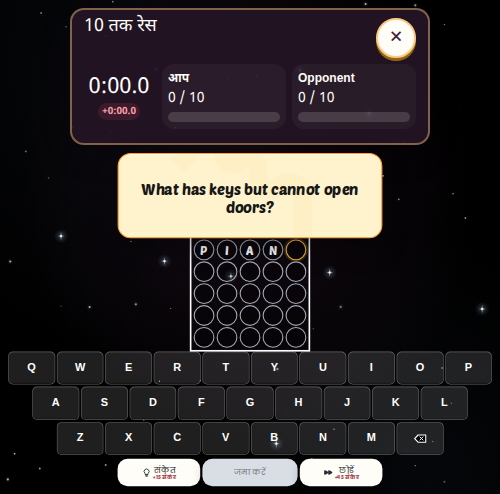 10 तक रेस
×
0:00.0
+0:00.0
आप
0 / 10
Opponent
0 / 10
What has keys but cannot open
doors?
P I A N
Q W E R T Y U I O P
A S D F G H J K L
Z X C V B N M
संकेत
जमा करें
छोड़ें